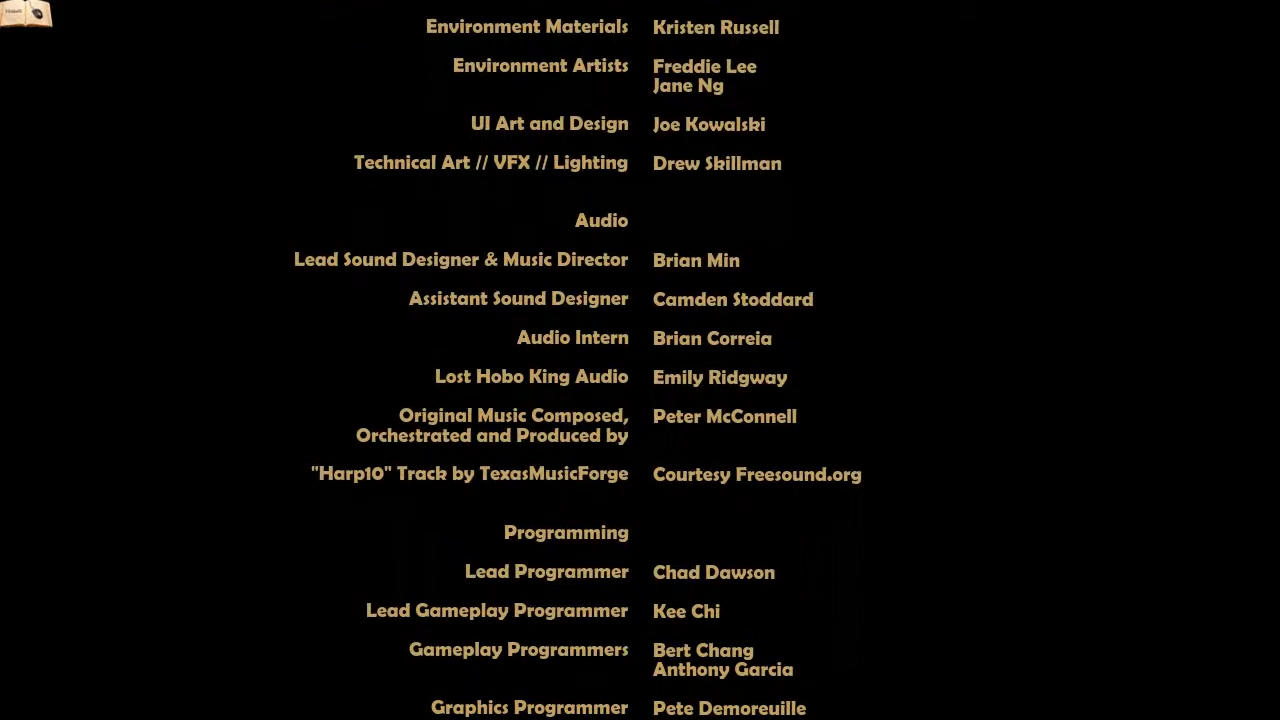 Environment Materials Kristen Russell
Environment Artists Freddie Lee
Jane Ng
UI Art and Design Joe Kowalski
Technical Art // VFX // Lighting Drew Skillman
Audio
Lead Sound Designer & Music Director Brian Min
Assistant Sound Designer Camden Stoddard
Audio Intern Brian Correia
Lost Hobo King Audio Emily Ridgway
Original Music Composed, Peter McConnell
Orchestrated and Produced by
"Harp10" Track by TexasMusicForge Courtesy Freesound.org
Programming
Lead Programmer Chad Dawson
Lead Gameplay Programmer Kee Chi
Gameplay Programmers Bert Chang
Anthony Garcia
Graphics Programmer Pete Demoreuille